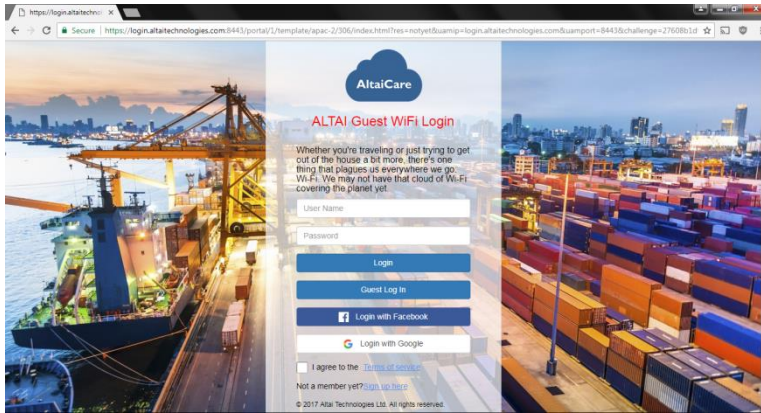 https://login.altaitechnol
Secure | https://login.altaitechnologies.com:8443/portal/1/template/apac-2/306/index.html?res=notyet&uamip=login.altaitechnologies.com&uamport=8443&challenge=27608b1d
AltaiCare
ALTAI Guest WiFi Login
Whether you're traveling or just trying to get
out of the house a bit more, there's one
thing that plagues us everywhere we go:
Wi-Fi. We may not have that cloud of Wi-Fi
covering the planet yet.
User Name
Password
Login
Guest Log In
Login with Facebook
G Login with Google
I agree to the Terms of service
Not a member yet?Sign up here
© 2017 Altai Technologies Ltd. All rights reserved.